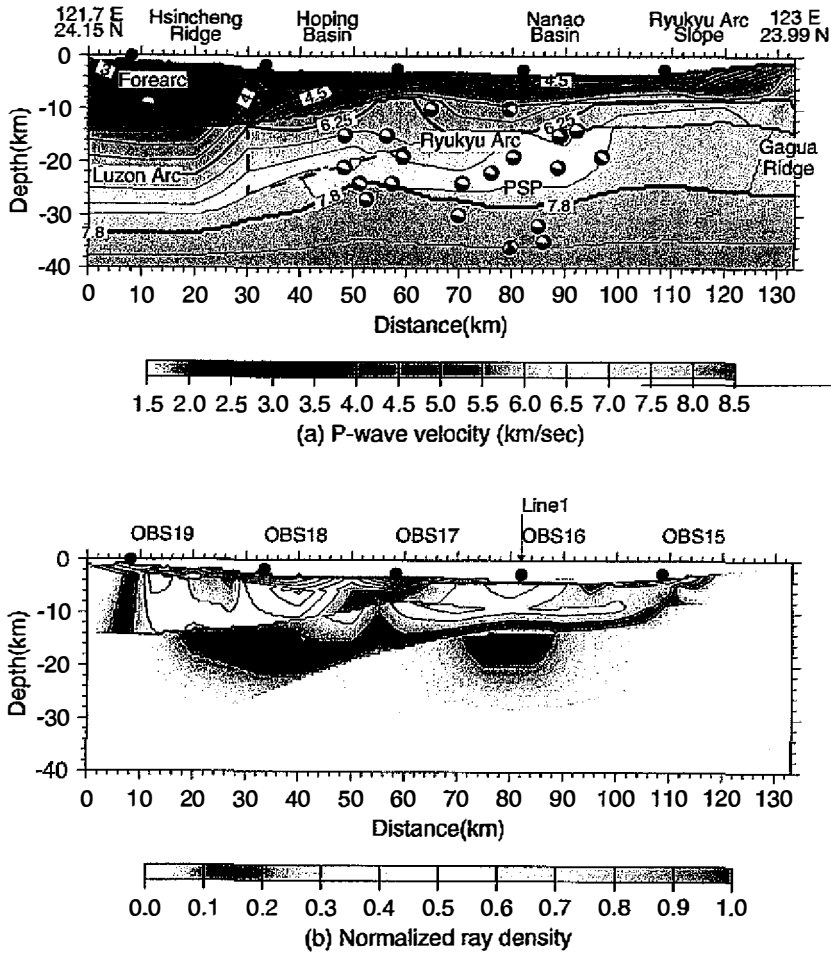 121.7 E
24.15 N
Hsincheng
Ridge
Hoping
Basin
Nanao
Basin
Ryukyu Arc
Slope
123 E
23.99 N
0
-10
-20
-30
-40
Depth(km)
3
Forearc
4
4.5
4.5
6.25
6.25
Ryukyu Arc
Luzon Arc
PSP
Gagua
Ridge
7.8
7.8
7.8
0 10 20 30 40 50 60 70 80 90 100 110 120 130
Distance(km)
1.5 2.0 2.5 3.0 3.5 4.0 4.5 5.0 5.5 6.0 6.5 7.0 7.5 8.0 8.5
(a) P-wave velocity (km/sec)
Line1
OBS19 OBS18 OBS17 OBS16 OBS15
0
-10
-20
-30
-40
Depth(km)
0 10 20 30 40 50 60 70 80 90 100 110 120 130
Distance(km)
0.0 0.1 0.2 0.3 0.4 0.5 0.6 0.7 0.8 0.9 1.0
(b) Normalized ray density